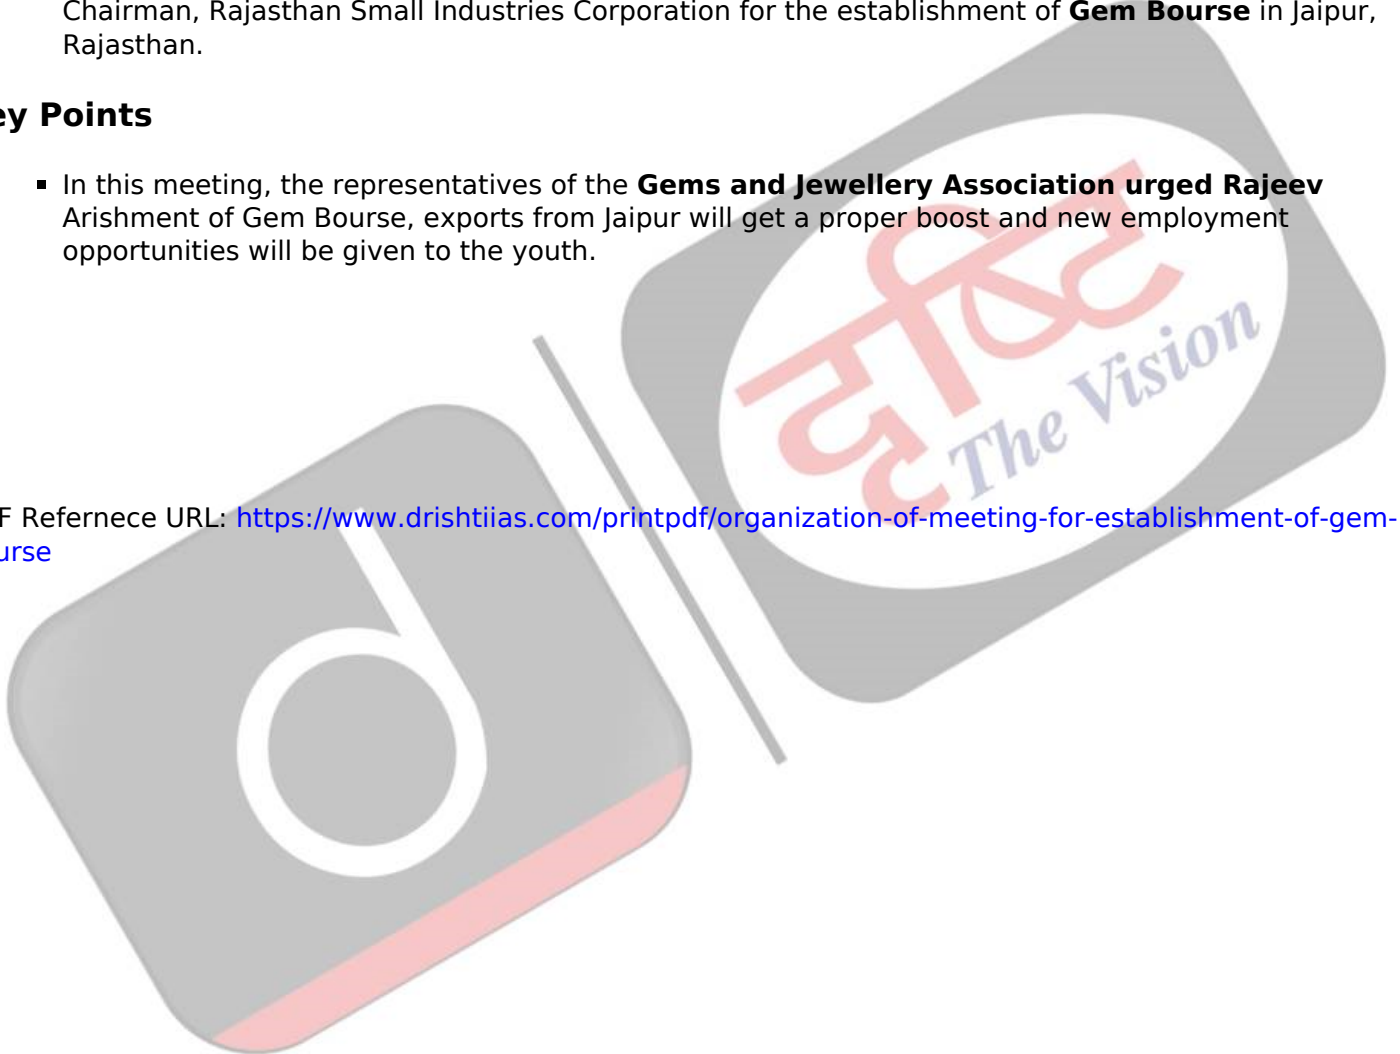 Chairman, Rajasthan Small Industries Corporation for the establishment of Gem Bourse in Jaipur,
Rajasthan.
ey Points
In this meeting, the representatives of the Gems and Jewellery Association urged Rajeev
Arishment of Gem Bourse, exports from Jaipur will get a proper boost and new employment
opportunities will be given to the youth.
दृष्टि
The Vision
F Refernece URL: https://www.drishtiias.com/printpdf/organization-of-meeting-for-establishment-of-gem-
urse
d